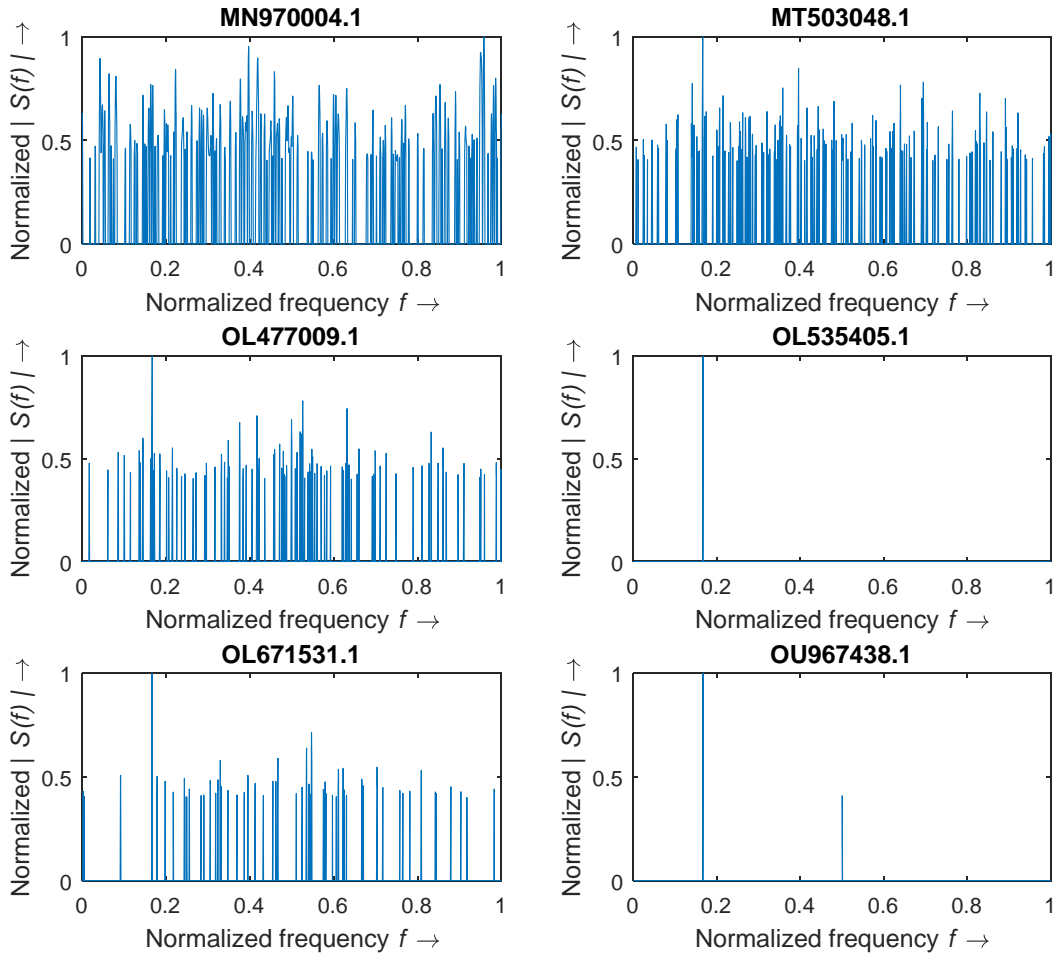 MN970004.1
Normalized | S(f) | →
1
0.5
0
0 0.2 0.4 0.6 0.8 1
Normalized frequency f →
MT503048.1
Normalized | S(f) | →
1
0.5
0
0 0.2 0.4 0.6 0.8 1
Normalized frequency f →
OL477009.1
Normalized | S(f) | →
1
0.5
0
0 0.2 0.4 0.6 0.8 1
Normalized frequency f →
OL535405.1
Normalized | S(f) | →
1
0.5
0
0 0.2 0.4 0.6 0.8 1
Normalized frequency f →
OL671531.1
Normalized | S(f) | →
1
0.5
0
0 0.2 0.4 0.6 0.8 1
Normalized frequency f →
OU967438.1
Normalized | S(f) | →
1
0.5
0
0 0.2 0.4 0.6 0.8 1
Normalized frequency f →